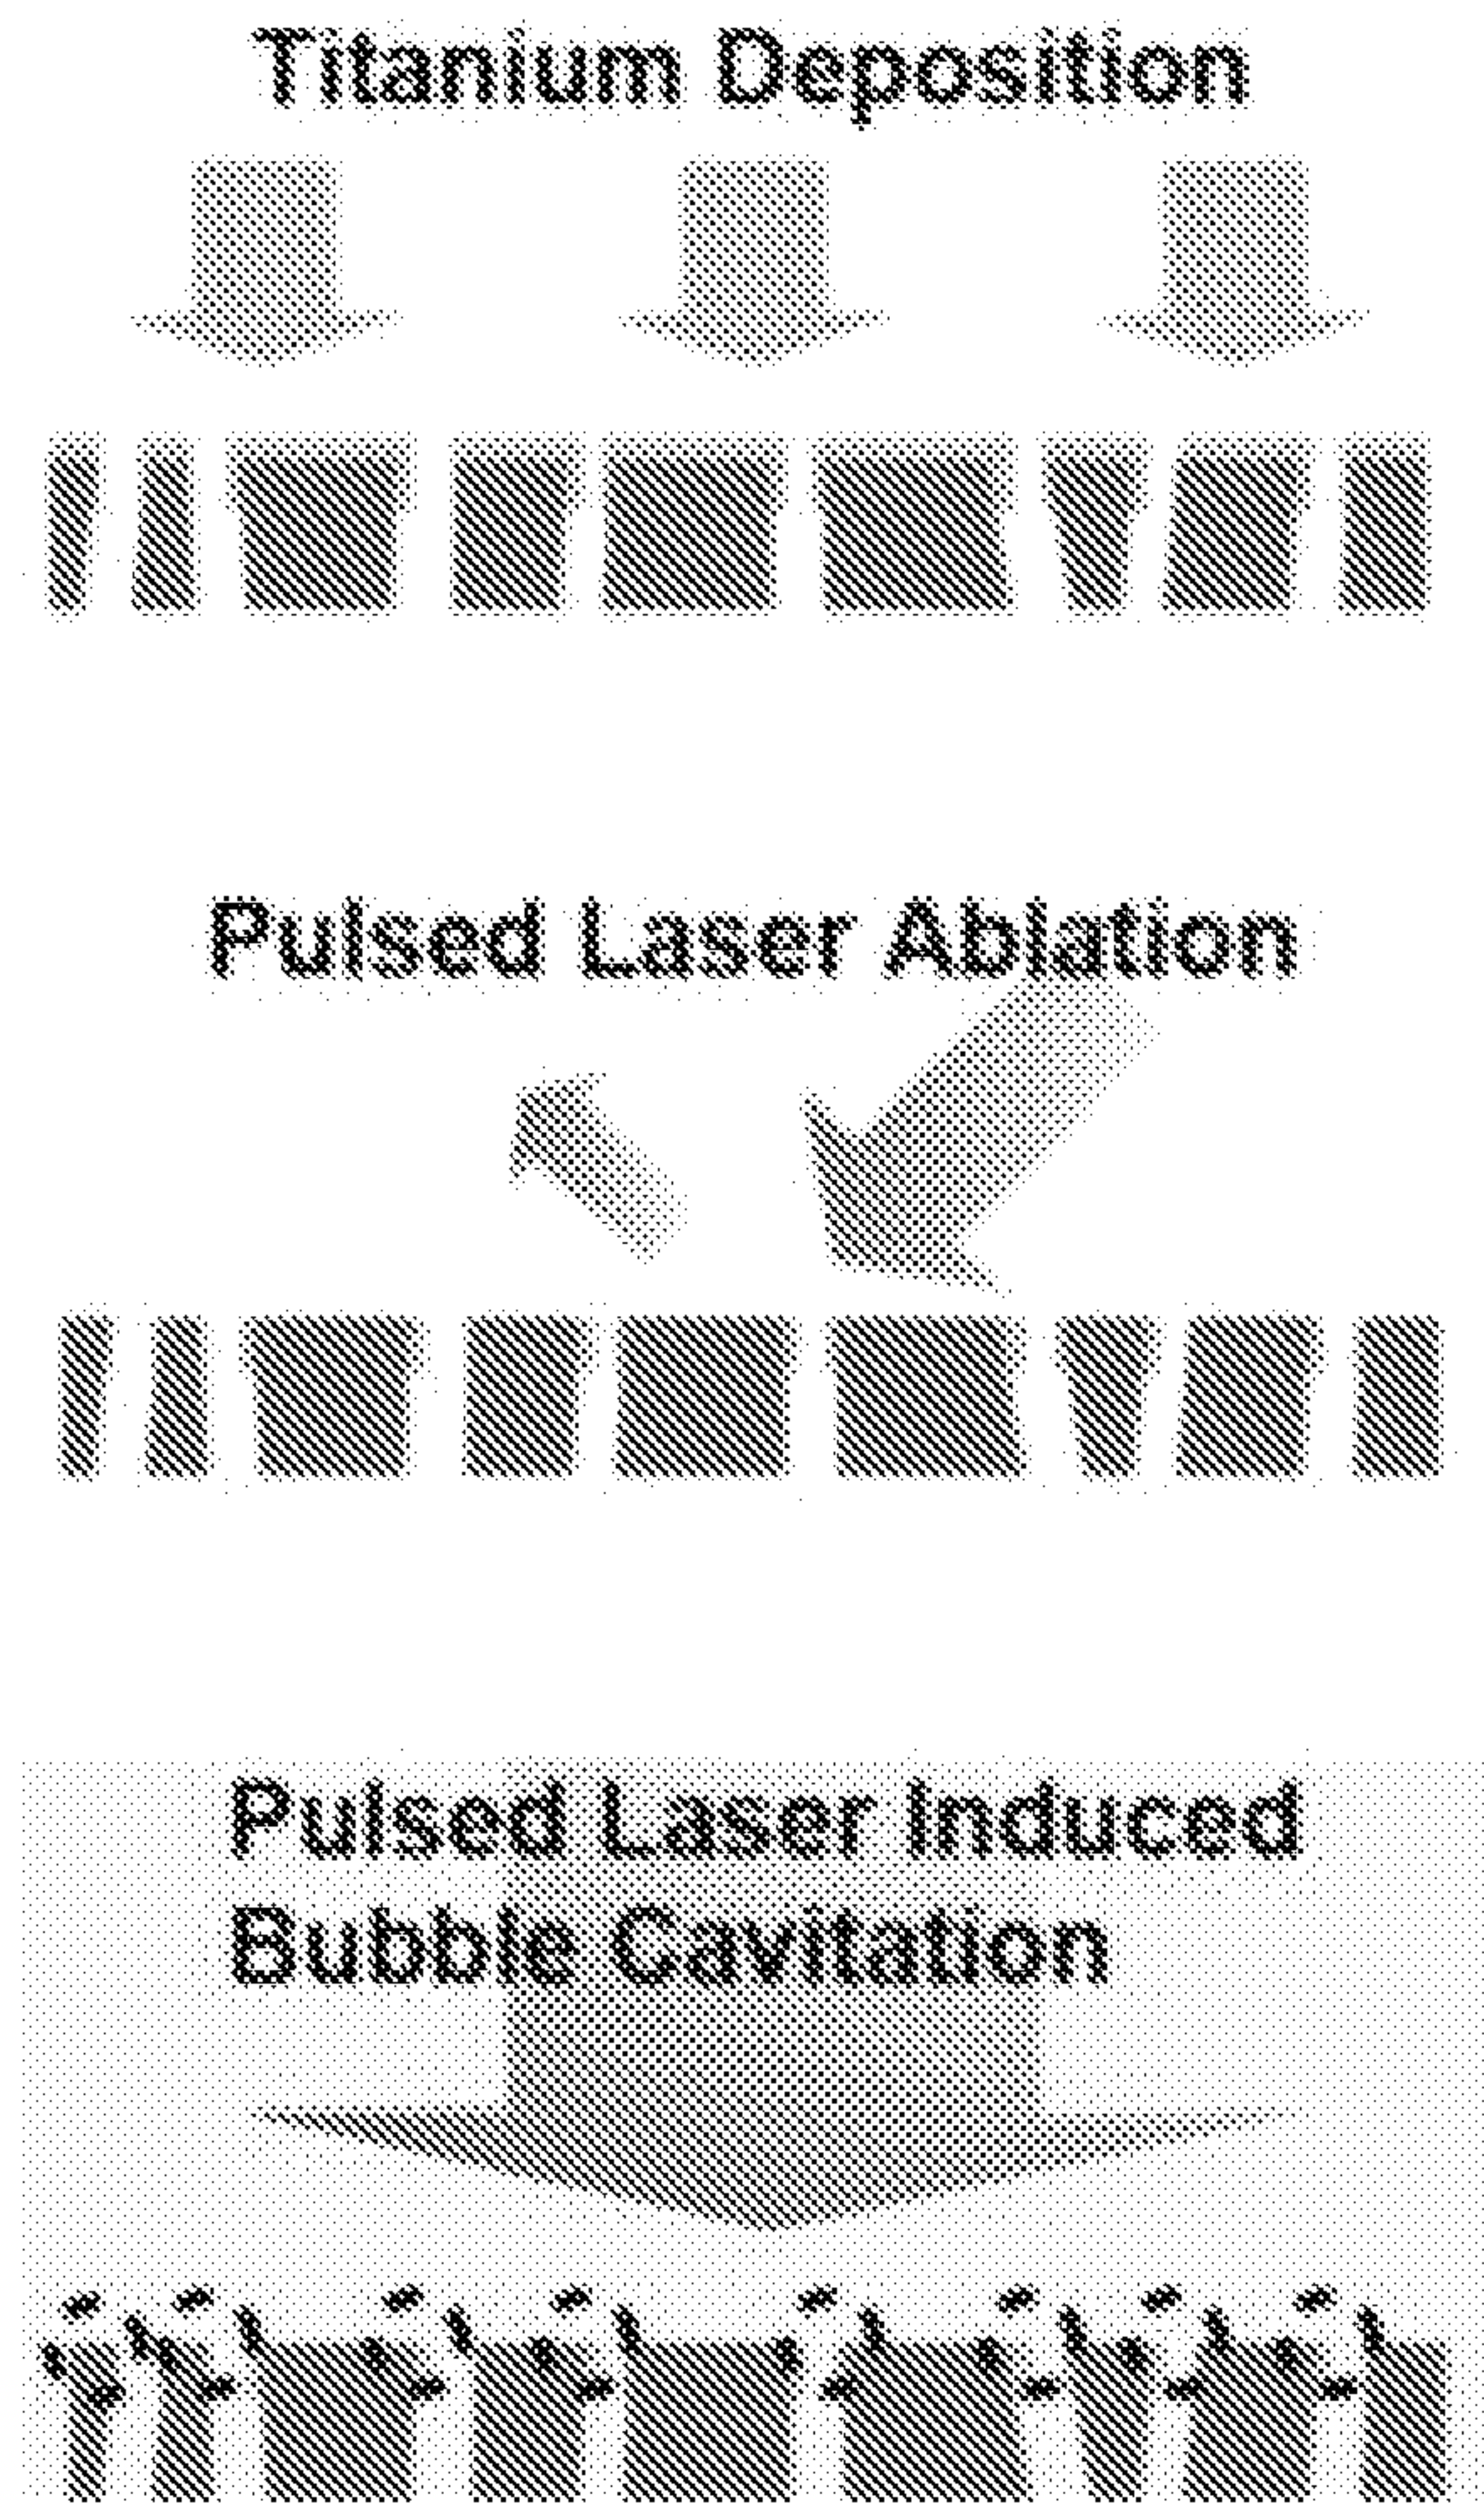 Titanium Deposition
Pulsed Laser Ablation
Pulsed Laser Induced
Bubble Cavitation